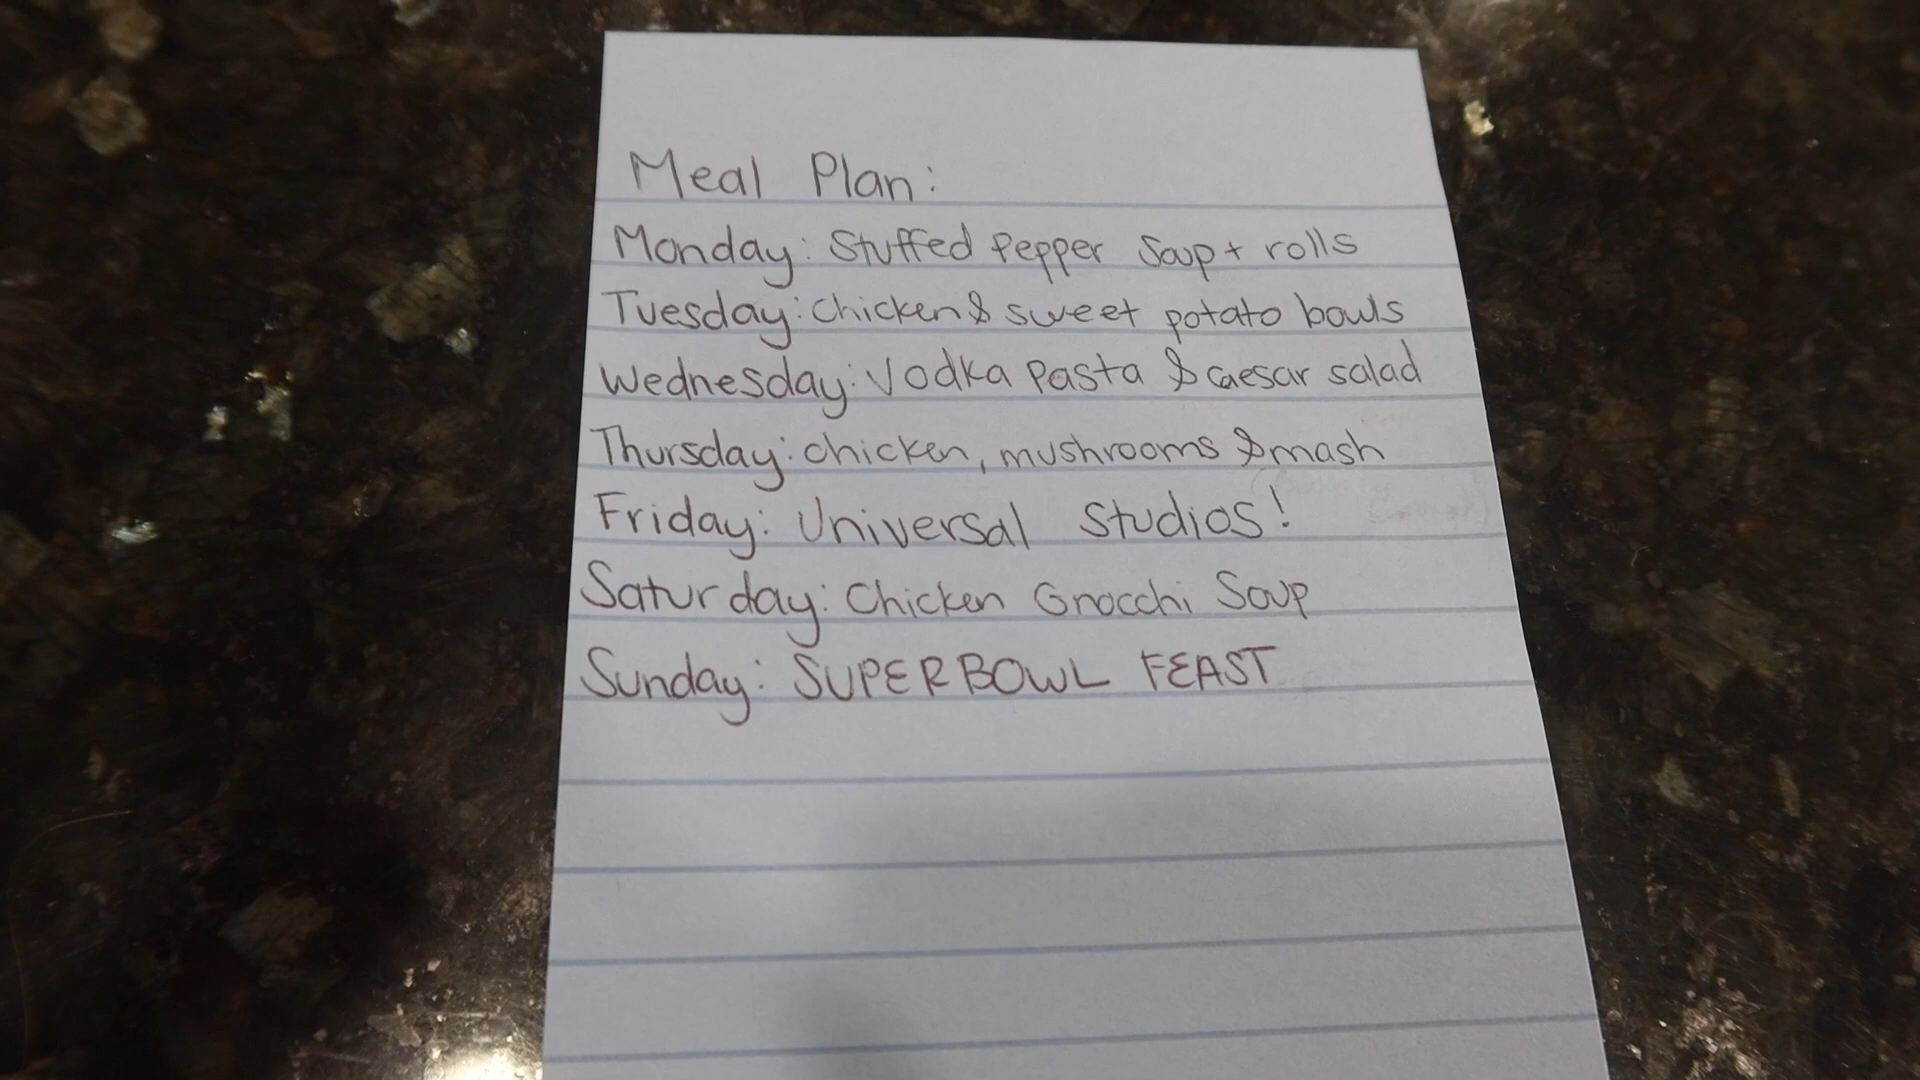 Meal Plan:
Monday: Stuffed Pepper Soup + rolls
Tuesday: Chicken & sweet potato bowls
Wednesday: Vodka Pasta & caesar salad
Thursday: chicken, mushrooms & mash
Friday: Universal Studios!
Saturday: Chicken Gnocchi Soup
Sunday: SUPERBOWL FEAST